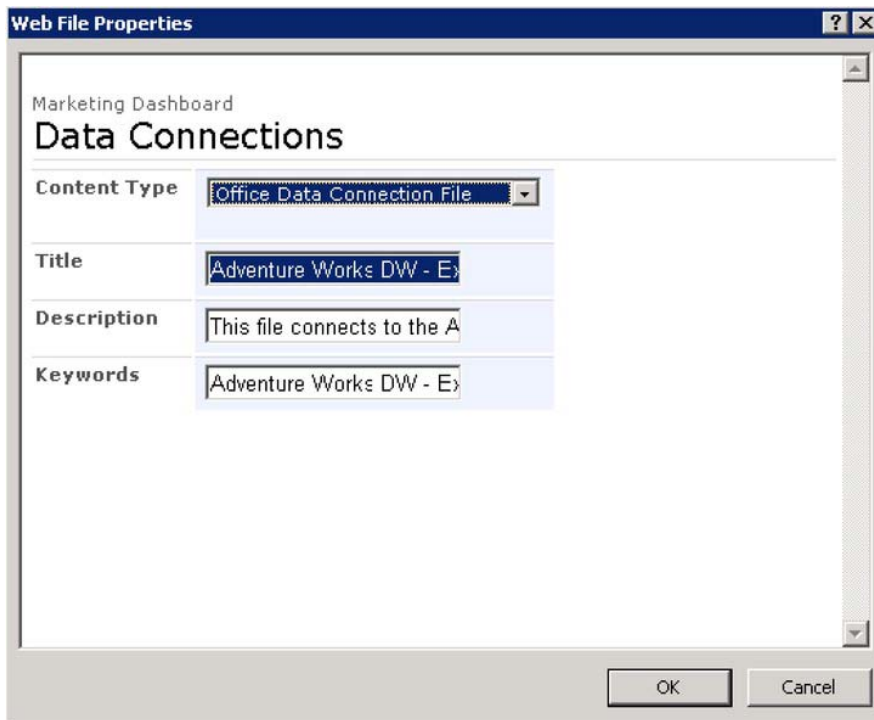 Web File Properties
Marketing Dashboard
Data Connections
Content Type Office Data Connection File
Title Adventure Works DW - Ex
Description This file connects to the A
Keywords Adventure Works DW - Ex
OK Cancel